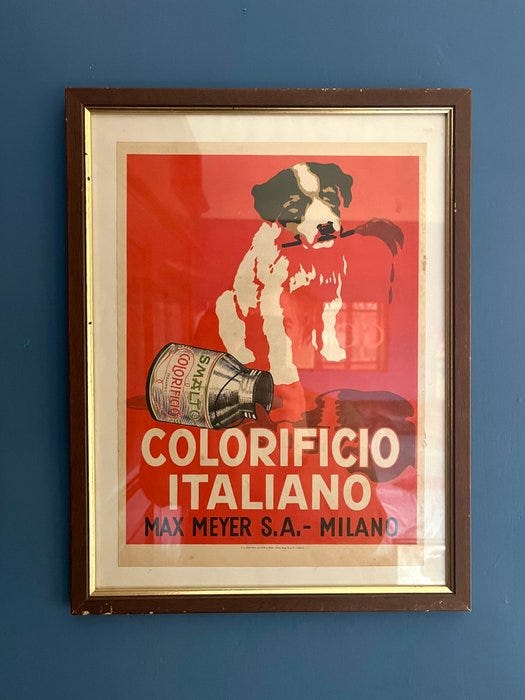 SMALTO
COLORIFICIO
COLORIFICIO
ITALIANO
MAX MEYER S.A. - MILANO